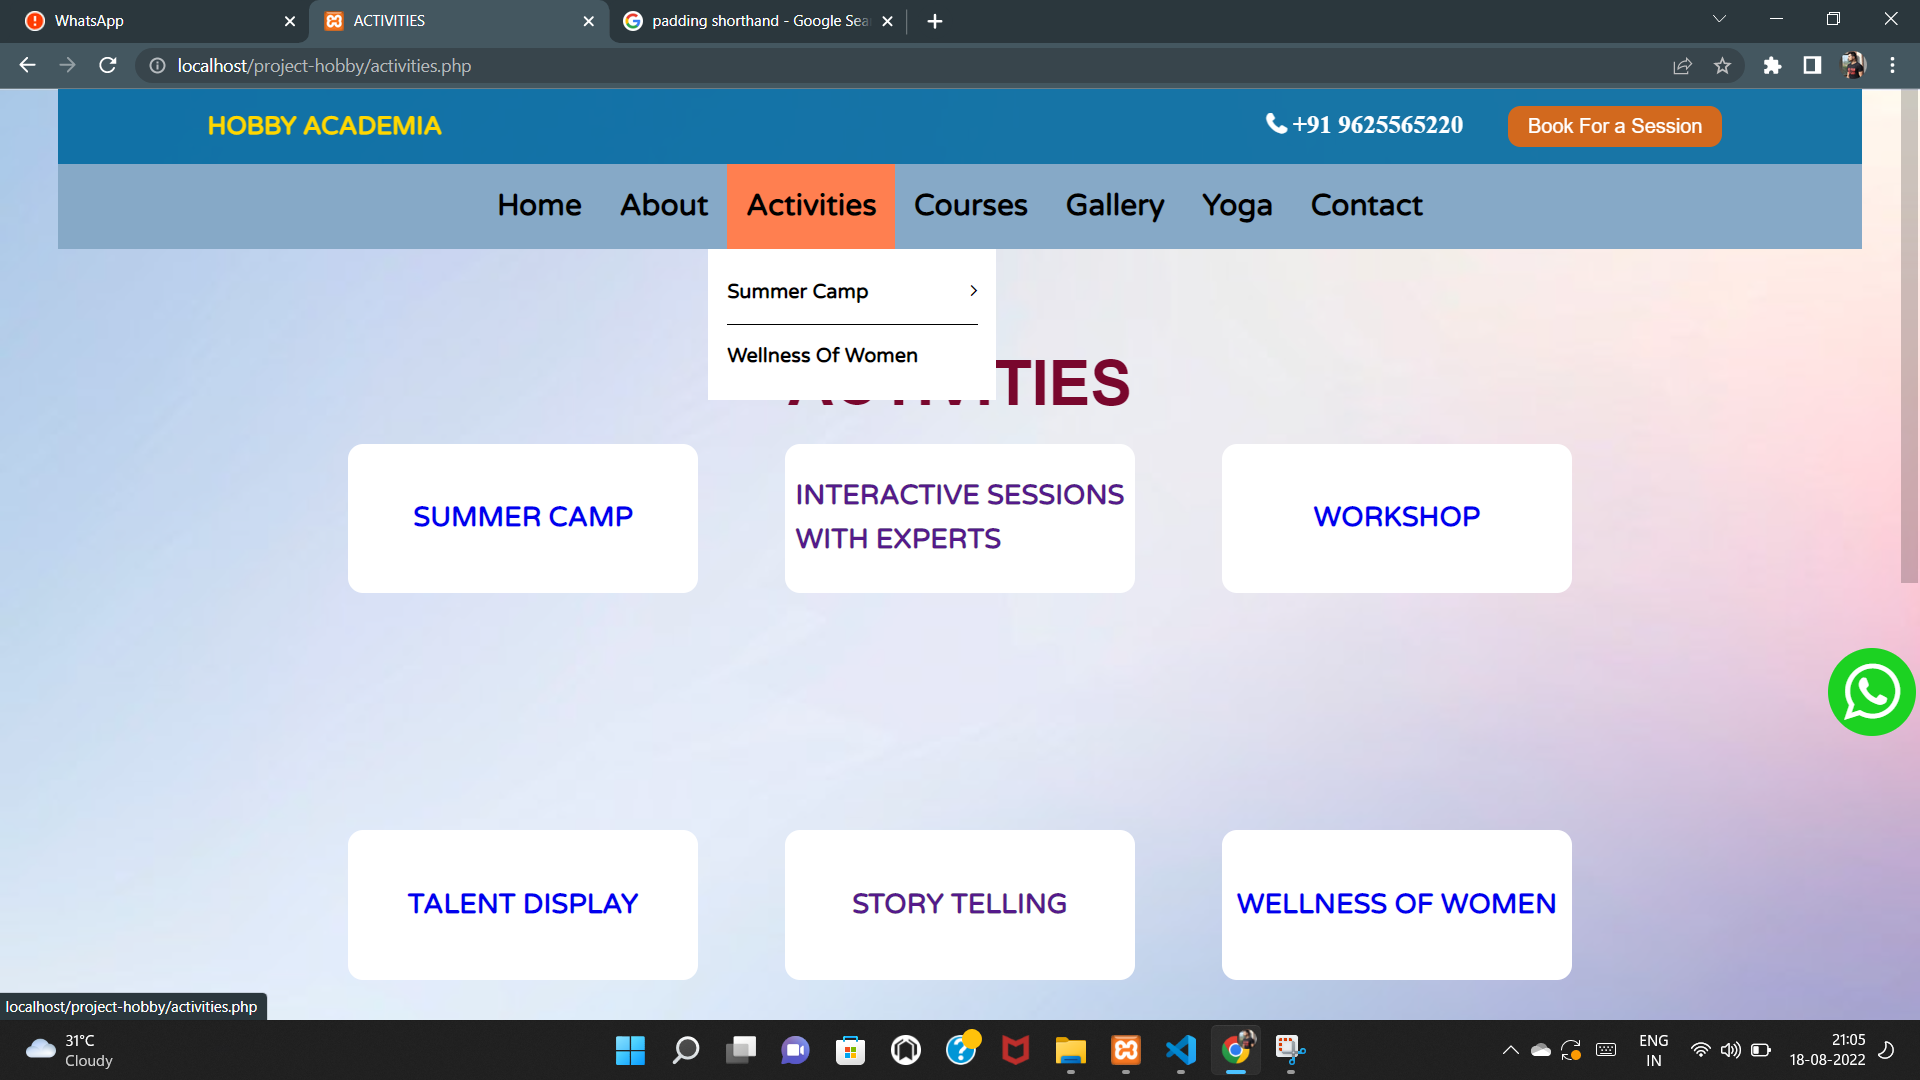 WhatsApp
ACTIVITIES
padding shorthand - Google Sea
localhost/project-hobby/activities.php
HOBBY ACADEMIA
+91 9625565220
Book For a Session
Home About Activities Courses Gallery Yoga Contact
Summer Camp
Wellness Of Women
TIES
SUMMER CAMP
INTERACTIVE SESSIONS
WITH EXPERTS
WORKSHOP
TALENT DISPLAY
STORY TELLING
WELLNESS OF WOMEN
localhost/project-hobby/activities.php
31°C
Cloudy
ENG
IN
21:05
18-08-2022